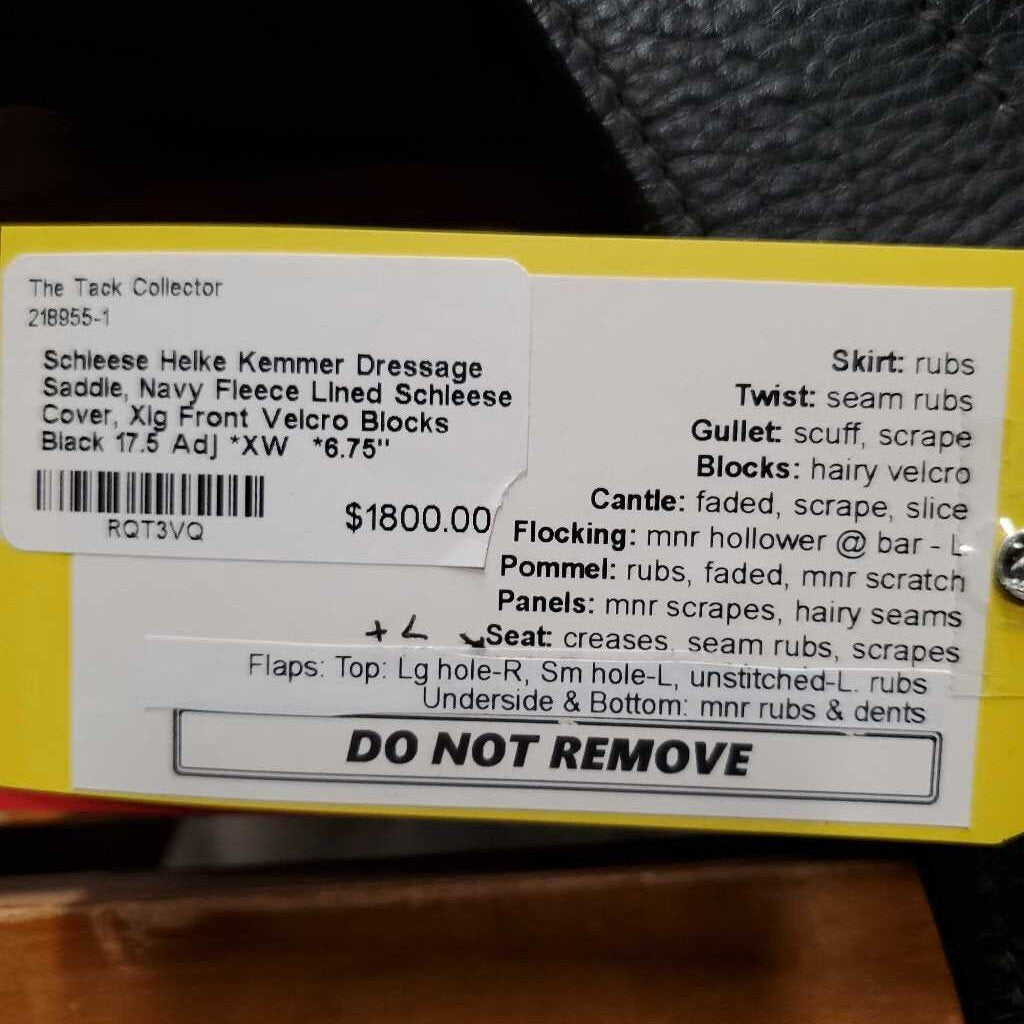 The Tack Collector
218955-1
Schleese Heike Kemmer Dressage
Saddle, Navy Fleece Lined Schleese
Cover, Xlg Front Velcro Blocks
Black 17.5 Adj *XW *6.75"
RQT3VQ
$1800.00
Skirt: rubs
Twist: seam rubs
Gullet: scuff, scrape
Blocks: hairy velcro
Cantle: faded, scrape, slice
Flocking: mnr hollower @ bar - L
Pommel: rubs, faded, mnr scratch
Panels: mnr scrapes, hairy seams
+ L
Seat: creases, seam rubs, scrapes
Flaps: Top: Lg hole-R, Sm hole-L, unstitched-L. rubs
Underside & Bottom: mnr rubs & dents
DO NOT REMOVE